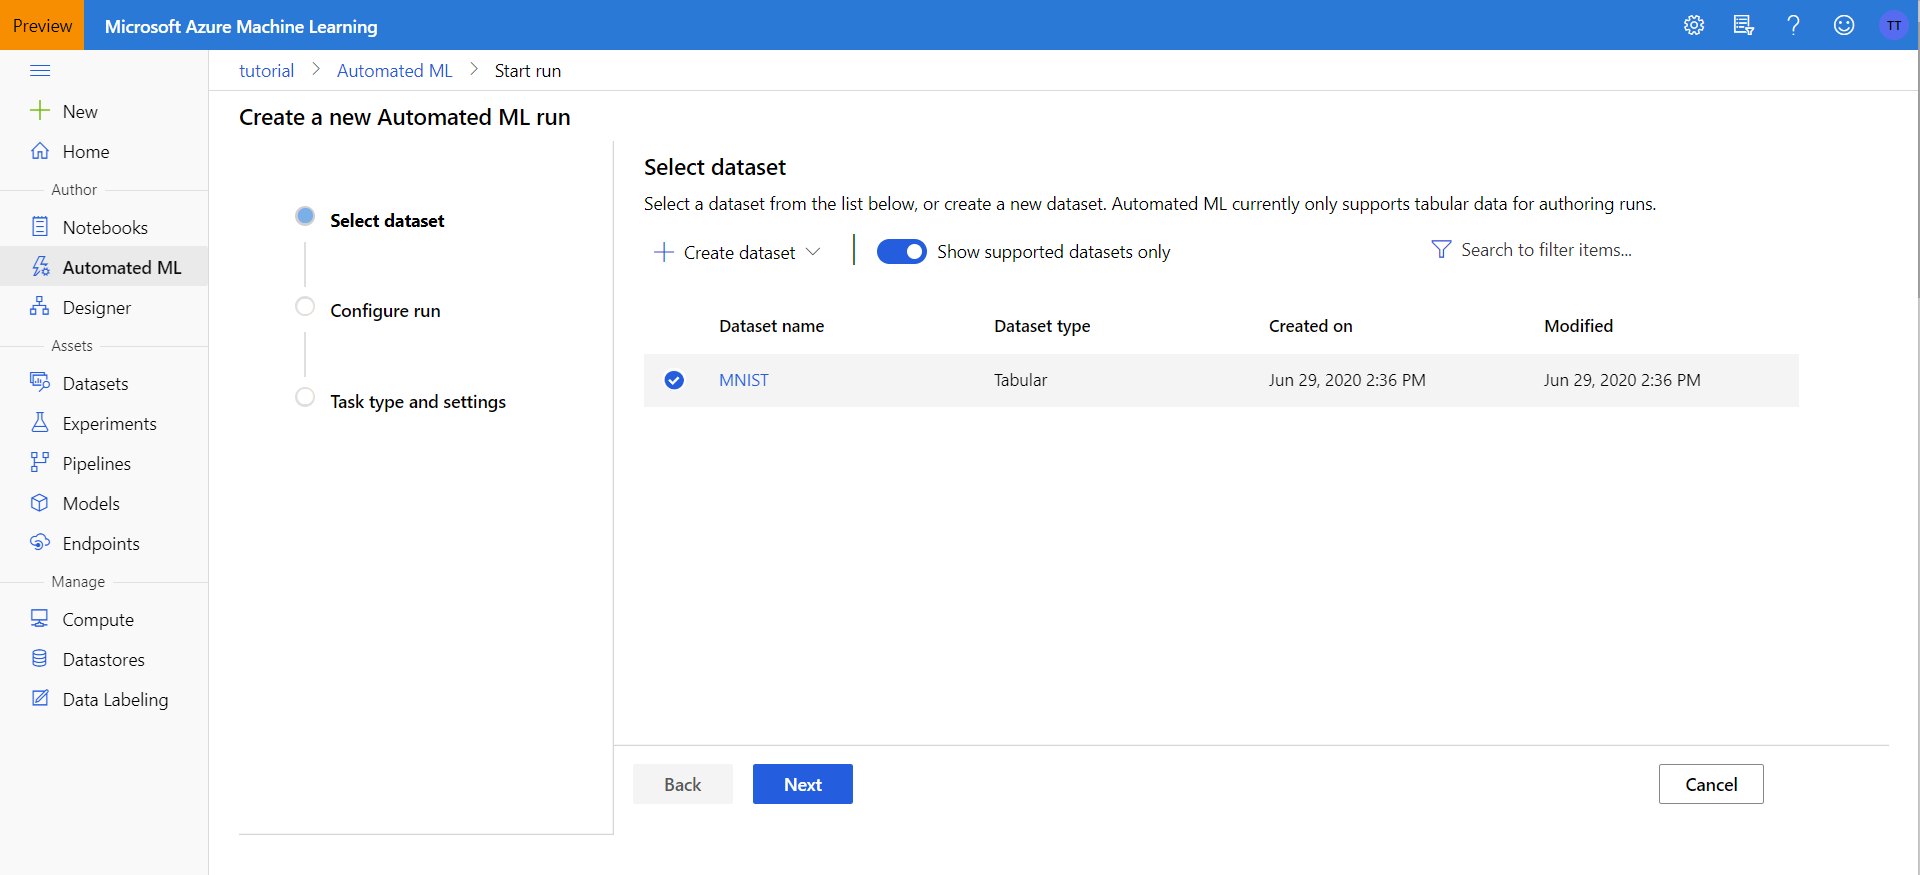 Preview
Microsoft Azure Machine Learning
TT
tutorial > Automated ML > Start run
New
Home
Author
Notebooks
Automated ML
Designer
Assets
Datasets
Experiments
Pipelines
Models
Endpoints
Manage
Compute
Datastores
Data Labeling
Create a new Automated ML run
Select dataset
Configure run
Task type and settings
Select dataset
Select a dataset from the list below, or create a new dataset. Automated ML currently only supports tabular data for authoring runs.
Create dataset Show supported datasets only Search to filter items...
Dataset name Dataset type Created on Modified
MNIST Tabular Jun 29, 2020 2:36 PM Jun 29, 2020 2:36 PM
Back Next Cancel